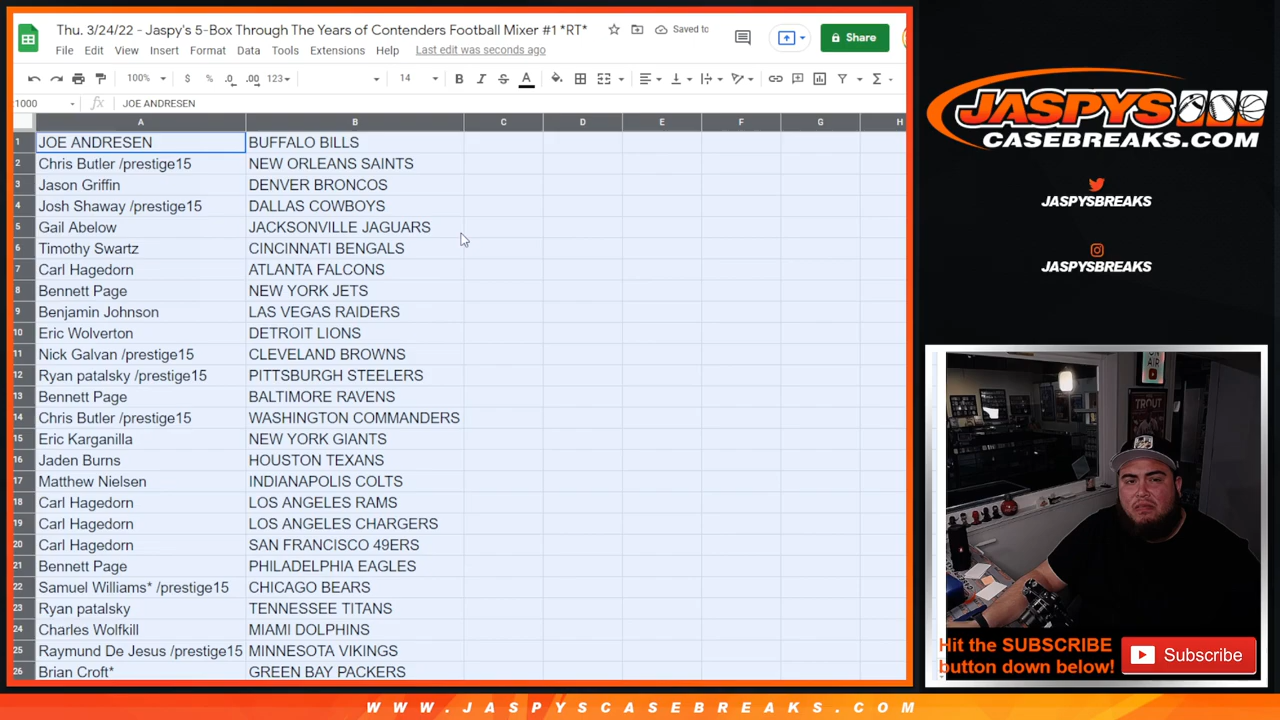 Thu. 3/24/22 - Jaspy's 5-Box Through The Years of Contenders Football Mixer #1 *RT*
Saved to
File Edit View Insert Format Data Tools Extensions Help Last edit was seconds ago
Share
100% $ % .0 .00 123 14 B I S A
1000 fx JOE ANDRESEN
A B C D E F G H
1 JOE ANDRESEN BUFFALO BILLS
2 Chris Butler /prestige15 NEW ORLEANS SAINTS
3 Jason Griffin DENVER BRONCOS
4 Josh Shaway /prestige15 DALLAS COWBOYS
5 Gail Abelow JACKSONVILLE JAGUARS
6 Timothy Swartz CINCINNATI BENGALS
7 Carl Hagedorn ATLANTA FALCONS
8 Bennett Page NEW YORK JETS
9 Benjamin Johnson LAS VEGAS RAIDERS
10 Eric Wolverton DETROIT LIONS
11 Nick Galvan /prestige15 CLEVELAND BROWNS
12 Ryan patalsky /prestige15 PITTSBURGH STEELERS
13 Bennett Page BALTIMORE RAVENS
14 Chris Butler /prestige15 WASHINGTON COMMANDERS
15 Eric Karganilla NEW YORK GIANTS
16 Jaden Burns HOUSTON TEXANS
17 Matthew Nielsen INDIANAPOLIS COLTS
18 Carl Hagedorn LOS ANGELES RAMS
19 Carl Hagedorn LOS ANGELES CHARGERS
20 Carl Hagedorn SAN FRANCISCO 49ERS
21 Bennett Page PHILADELPHIA EAGLES
22 Samuel Williams* /prestige15 CHICAGO BEARS
23 Ryan patalsky TENNESSEE TITANS
24 Charles Wolfkill MIAMI DOLPHINS
25 Raymund De Jesus /prestige15 MINNESOTA VIKINGS
26 Brian Croft* GREEN BAY PACKERS
JASPYS
CASEBREAKS.COM
JASPYSBREAKS
JASPYSBREAKS
ON
AIR
TROUT
Hit the SUBSCRIBE
button down below!
Subscribe
WWW.JASPYSCASEBREAKS.COM